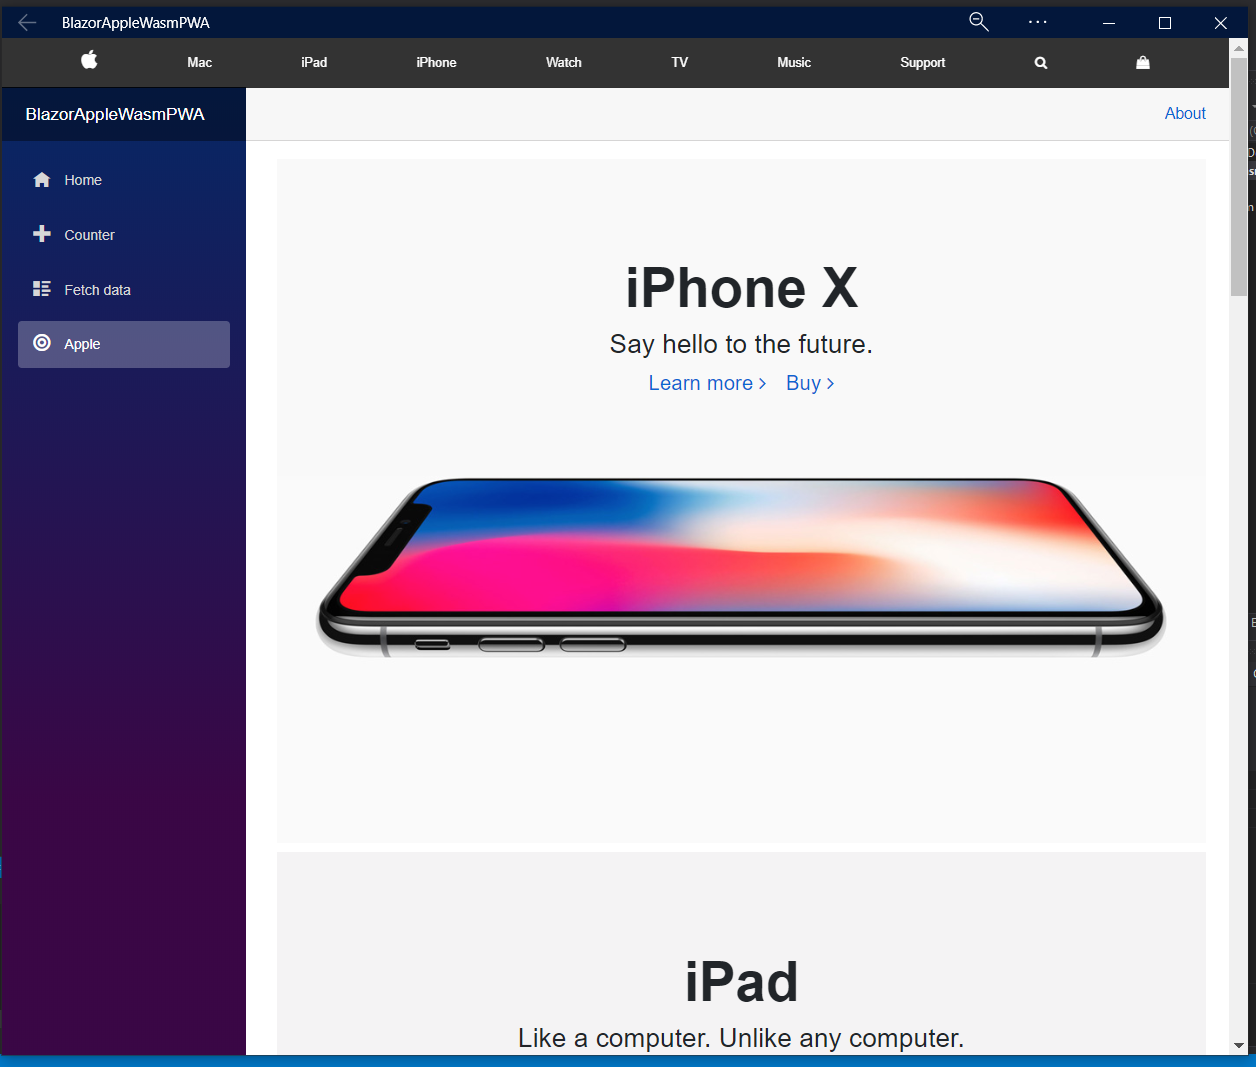 BlazorAppleWasmPWA
Mac iPad iPhone Watch TV Music Support
BlazorAppleWasmPWA
About
Home
Counter
Fetch data
Apple
iPhone X
Say hello to the future.
Learn more > Buy >
iPad
Like a computer. Unlike any computer.